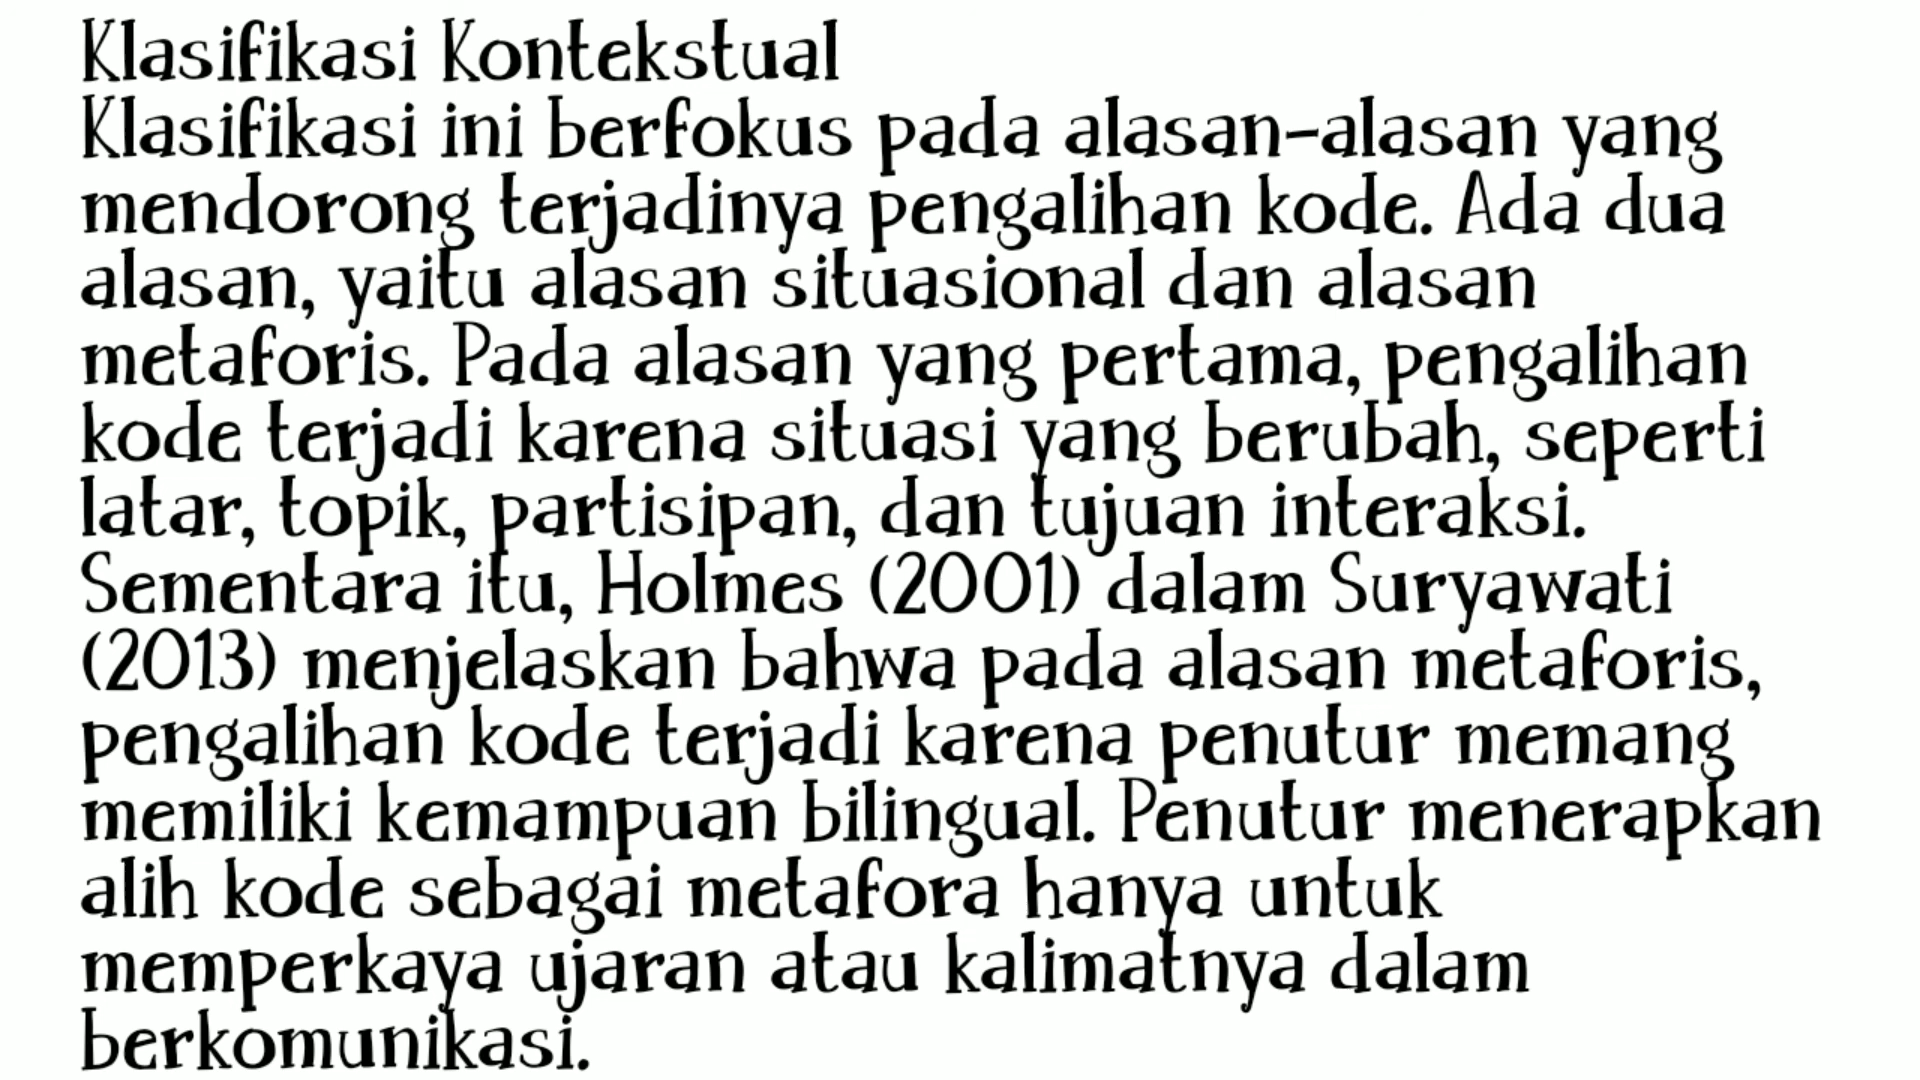 Klasifikasi Kontekstual
Klasifikasi ini berfokus pada alasan-alasan yang
mendorong terjadinya pengalihan kode. Ada dua
alasan, yaitu alasan situasional dan alasan
metaforis. Pada alasan yang pertama, pengalihan
kode terjadi karena situasi yang berubah, seperti
latar, topik, partisipan, dan tujuan interaksi.
Sementara itu, Holmes (2001) dalam Suryawati
(2013) menjelaskan bahwa pada alasan metaforis,
pengalihan kode terjadi karena penutur memang
memiliki kemampuan bilingual. Penutur menerapkan
alih kode sebagai metafora hanya untuk
memperkaya ujaran atau kalimatnya dalam
berkomunikasi.